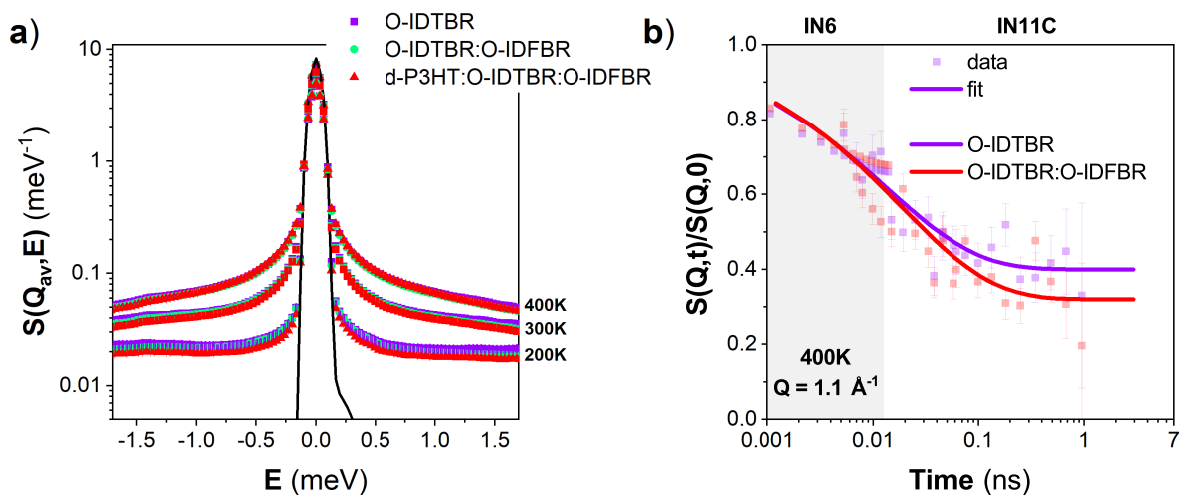 a)
O-IDTBR
O-IDTBR:O-IDFBR
d-P3HT:O-IDTBR:O-IDFBR
10
1
0.1
0.01
S(Qav,E) (meV-1)
400K
300K
200K
-1.5 -1.0 -0.5 0.0 0.5 1.0 1.5
E (meV)
b)
IN6 IN11C
data
fit
O-IDTBR
O-IDTBR:O-IDFBR
1.0
0.8
0.6
0.4
0.2
0.0
S(Q,t)/S(Q,0)
400K
Q = 1.1 Å-1
0.001 0.01 0.1 1 7
Time (ns)